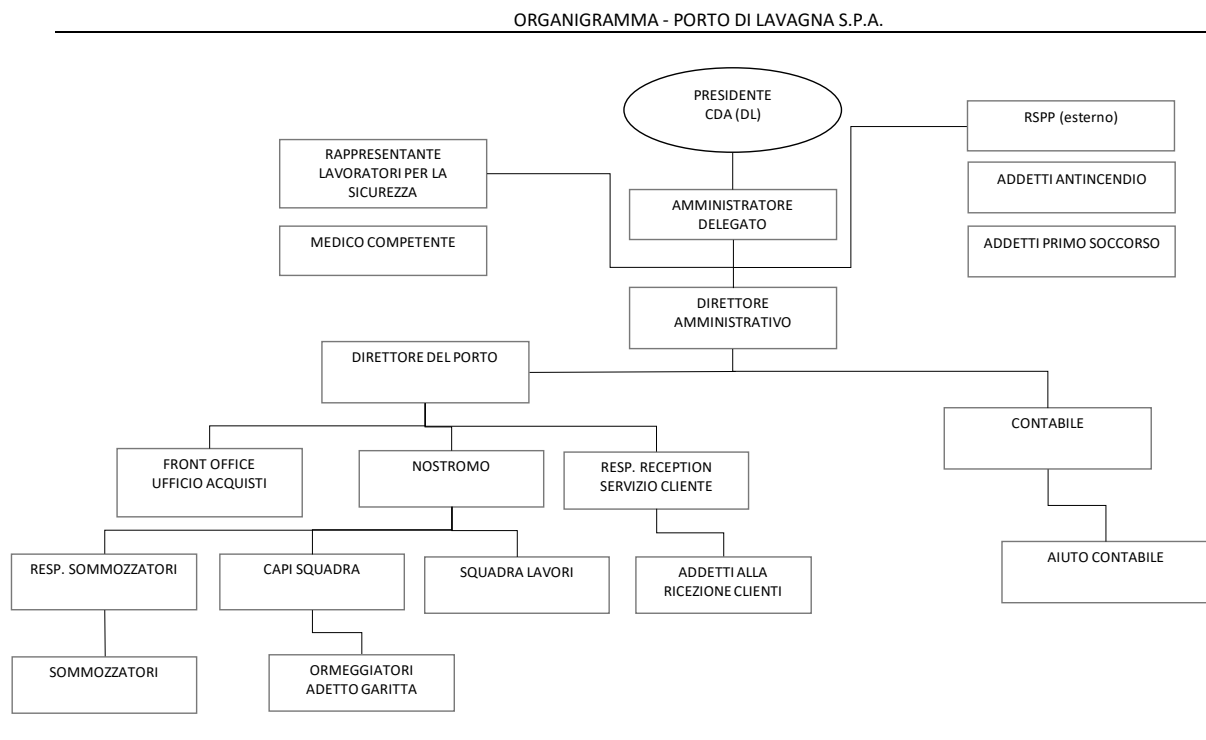 ORGANIGRAMMA - PORTO DI LAVAGNA S.P.A.
PRESIDENTE
CDA (DL)
RSPP (esterno)
RAPPRESENTANTE
LAVORATORI PER LA
SICUREZZA
ADDETTI ANTINCENDIO
AMMINISTRATORE
DELEGATO
MEDICO COMPETENTE
ADDETTI PRIMO SOCCORSO
DIRETTORE
AMMINISTRATIVO
DIRETTORE DEL PORTO
CONTABILE
FRONT OFFICE
UFFICIO ACQUISTI
NOSTROMO
RESP. RECEPTION
SERVIZIO CLIENTE
AIUTO CONTABILE
RESP. SOMMOZZATORI
CAPI SQUADRA
SQUADRA LAVORI
ADDETTI ALLA
RICEZIONE CLIENTI
SOMMOZZATORI
ORMEGGIATORI
ADETTO GARITTA